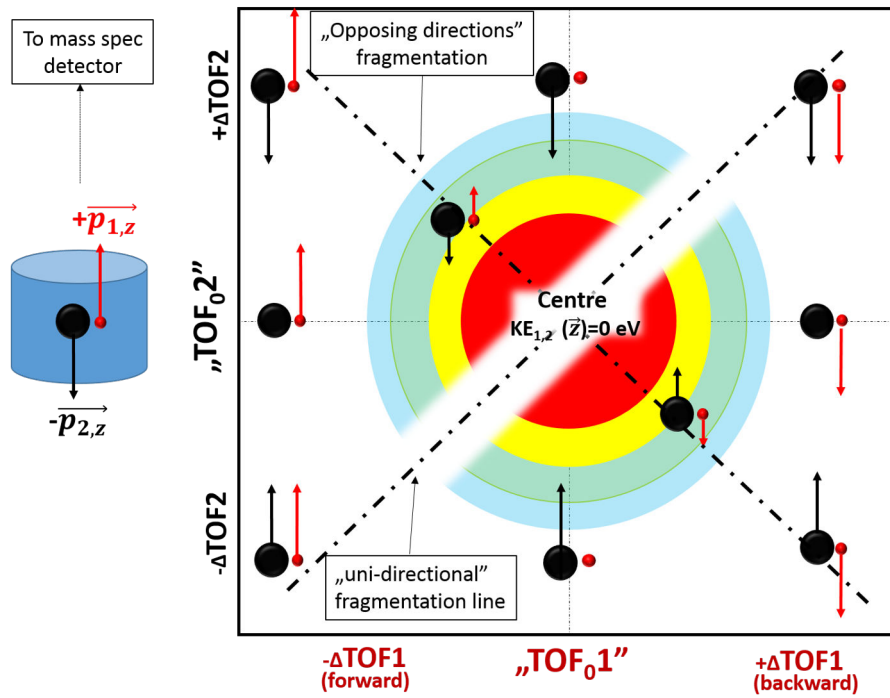 To mass spec
detector
+p₁,z
-p₂,z
„Opposing directions”
fragmentation
+ΔTOF2
„TOF₀2”
-ΔTOF2
Centre
KE₁,₂ (z⃗)=0 eV
„uni-directional”
fragmentation line
-ΔTOF1
(forward)
„TOF₀1”
+ΔTOF1
(backward)